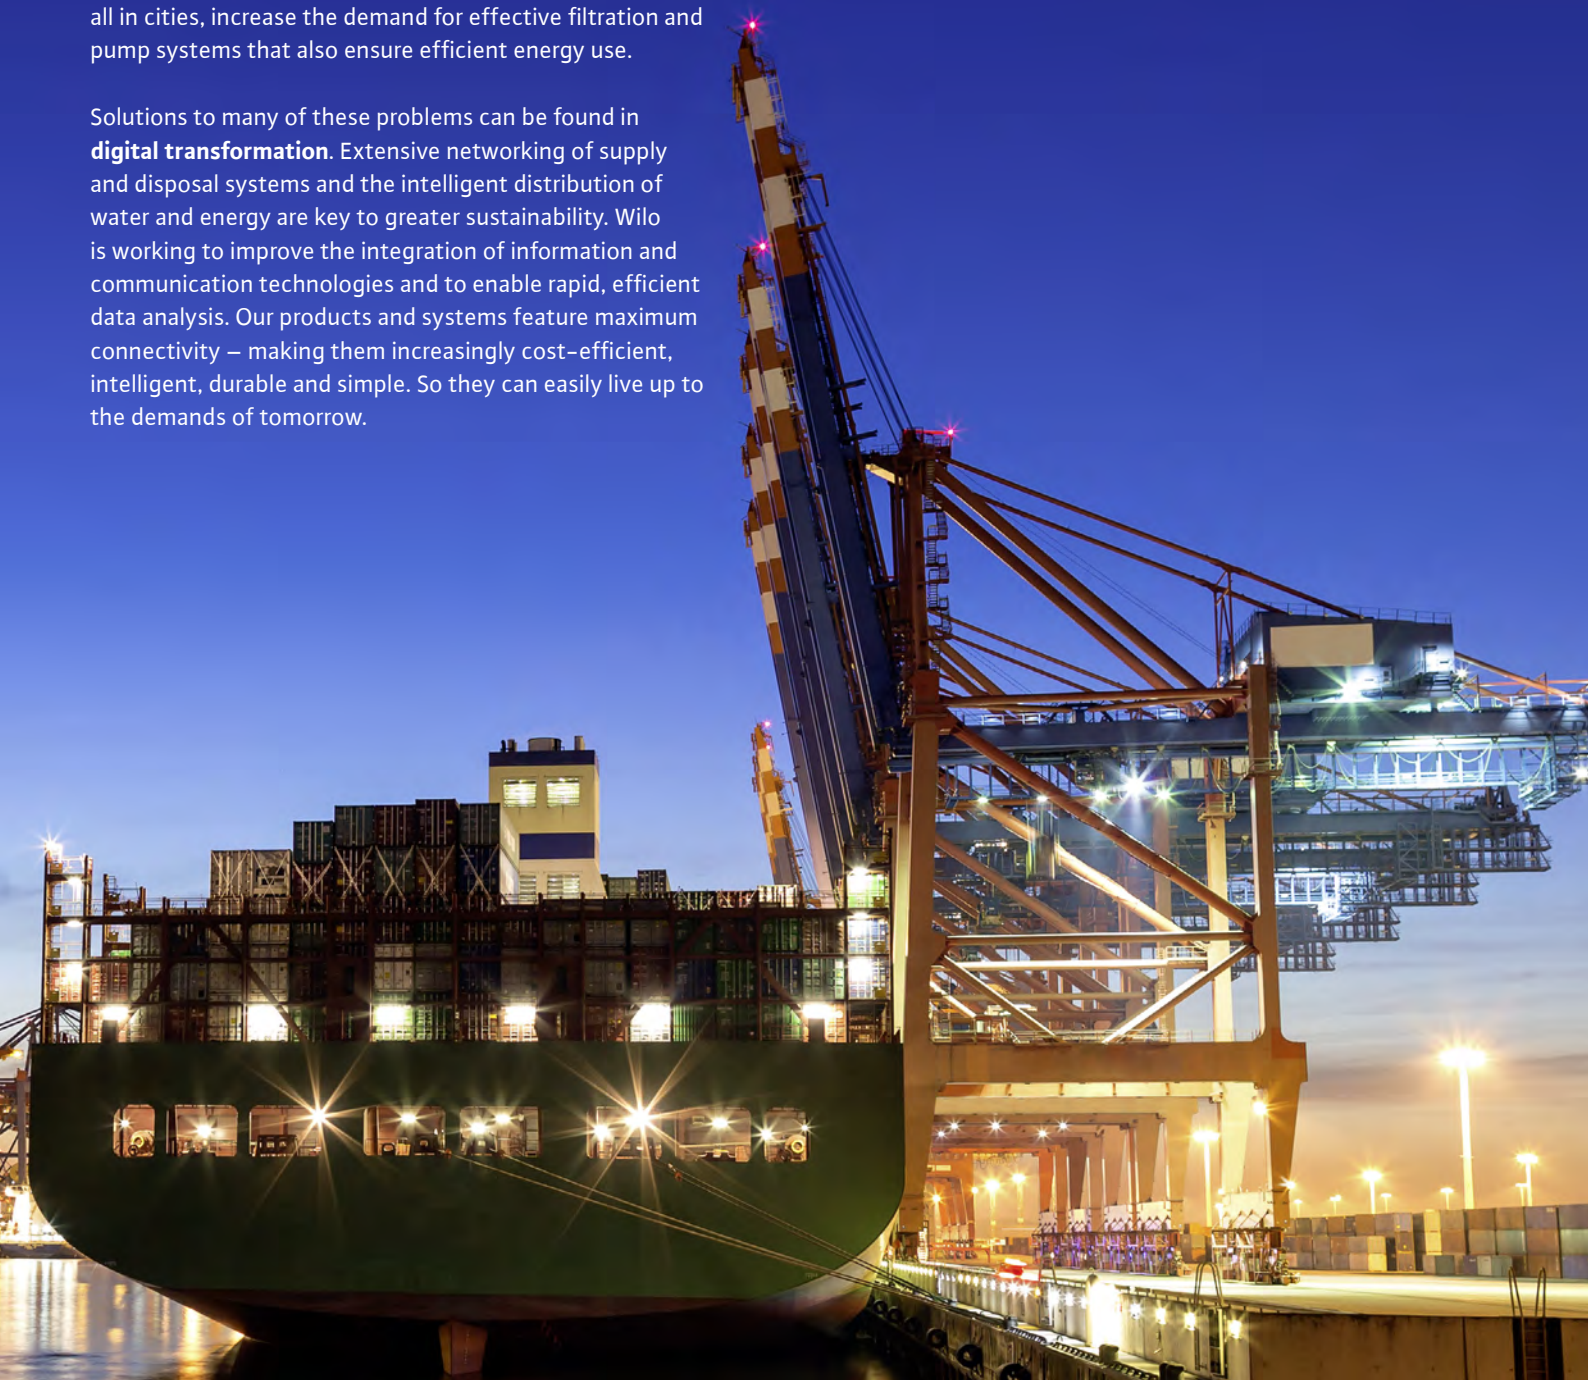 all in cities, increase the demand for effective filtration and
pump systems that also ensure efficient energy use.
Solutions to many of these problems can be found in
digital transformation. Extensive networking of supply
and disposal systems and the intelligent distribution of
water and energy are key to greater sustainability. Wilo
is working to improve the integration of information and
communication technologies and to enable rapid, efficient
data analysis. Our products and systems feature maximum
connectivity – making them increasingly cost-efficient,
intelligent, durable and simple. So they can easily live up to
the demands of tomorrow.